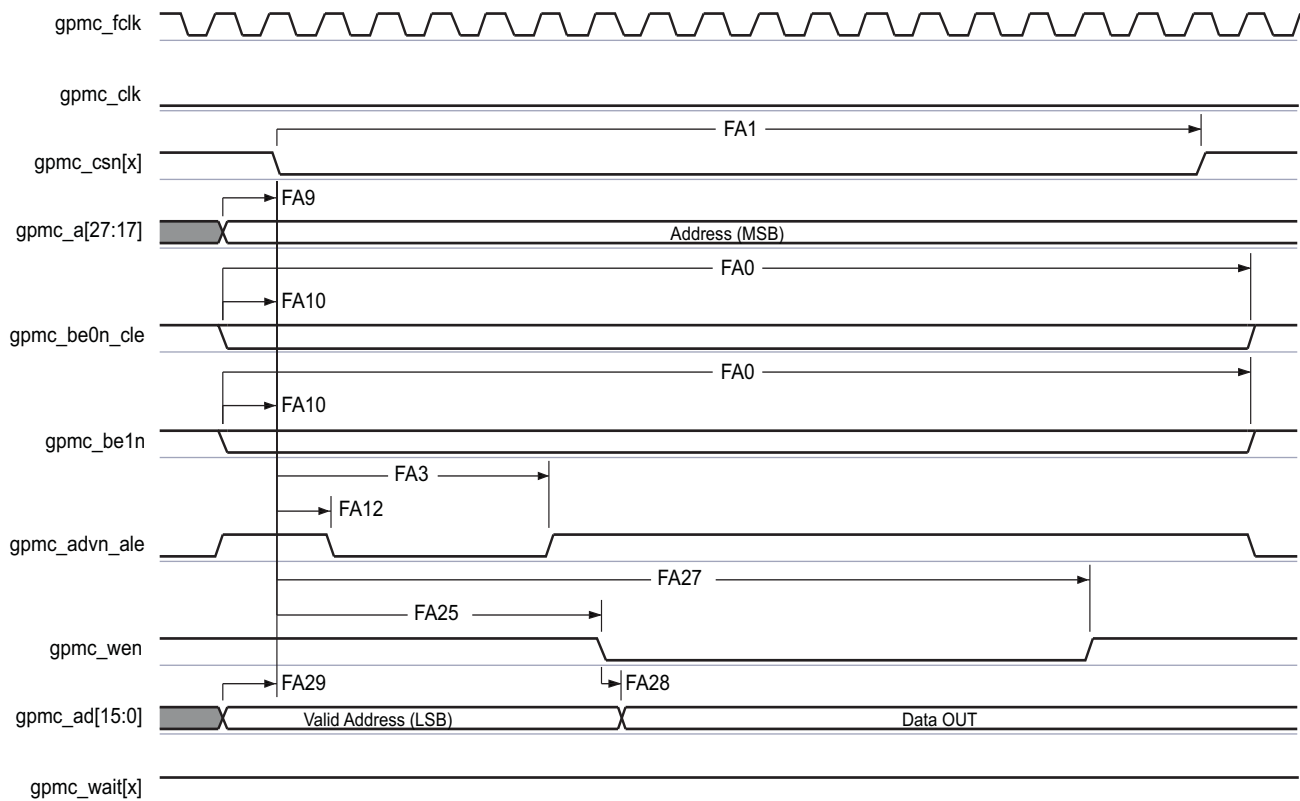 gpmc_fclk
gpmc_clk
FA1
gpmc_csn[x]
FA9
gpmc_a[27:17]
Address (MSB)
FA0
FA10
gpmc_be0n_cle
FA0
FA10
gpmc_be1n
FA3
FA12
gpmc_advn_ale
FA27
FA25
gpmc_wen
FA29
FA28
gpmc_ad[15:0]
Valid Address (LSB)
Data OUT
gpmc_wait[x]